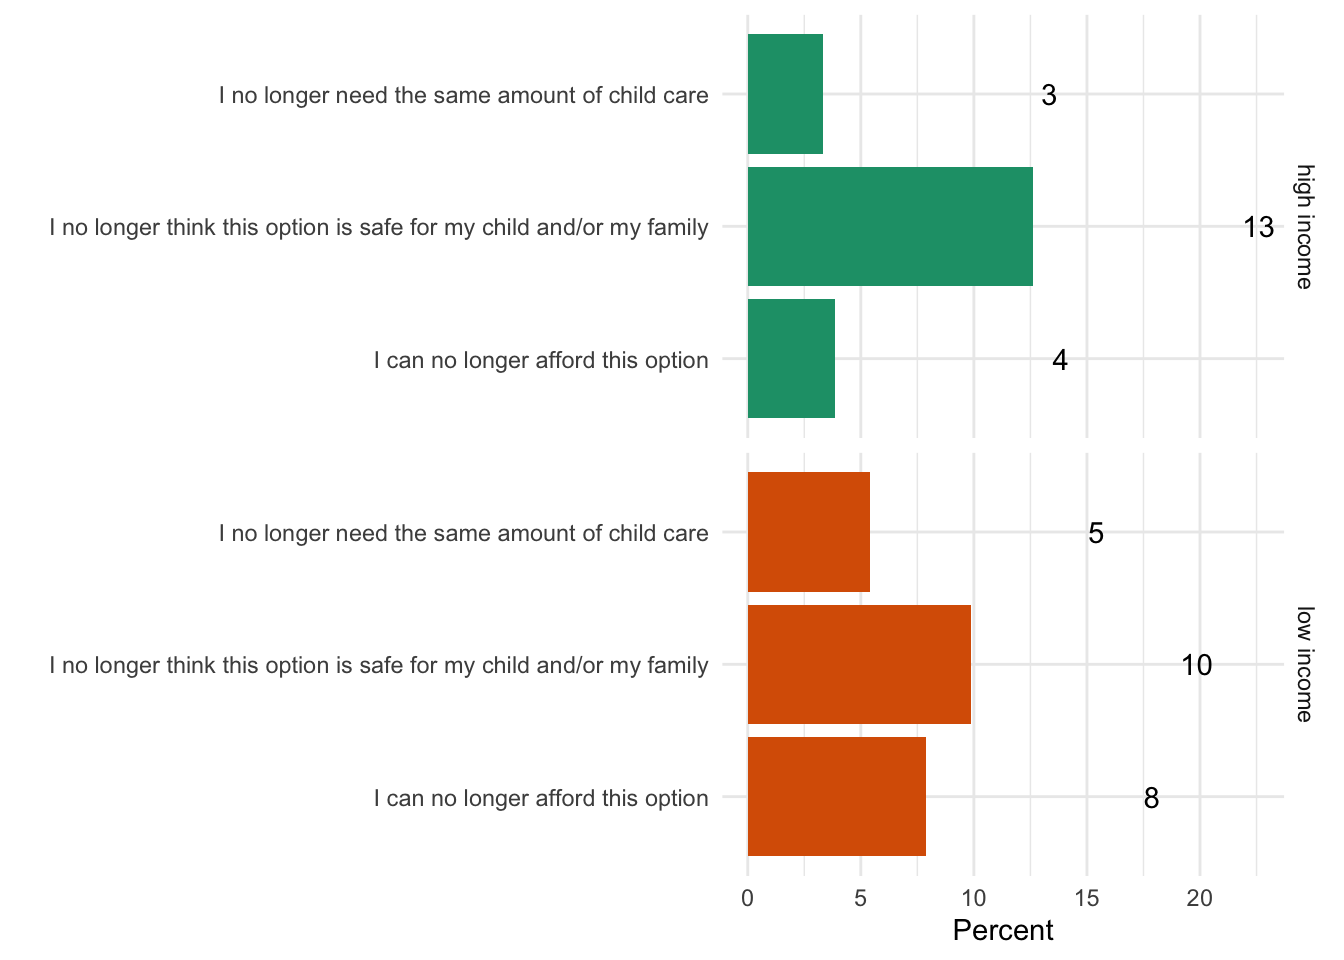 I no longer need the same amount of child care
3
I no longer think this option is safe for my child and/or my family
13
I can no longer afford this option
4
high income
I no longer need the same amount of child care
5
I no longer think this option is safe for my child and/or my family
10
I can no longer afford this option
8
low income
0 5 10 15 20
Percent